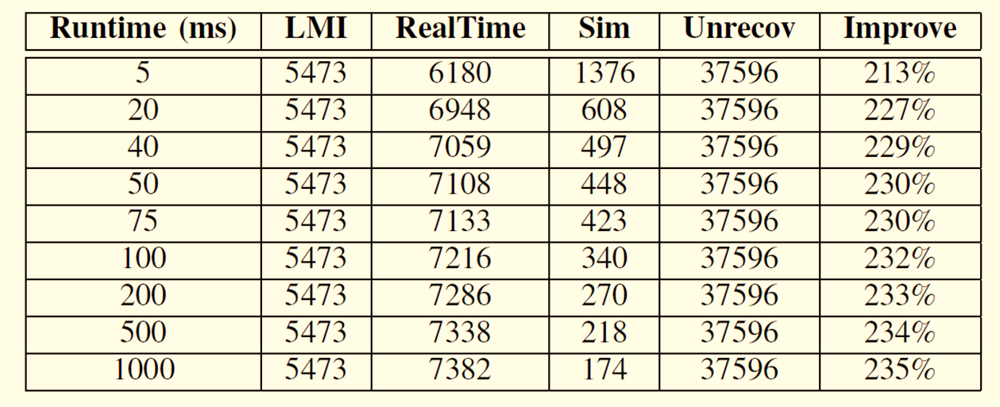 Runtime (ms) LMI RealTime Sim Unrecov Improve
5 5473 6180 1376 37596 213%
20 5473 6948 608 37596 227%
40 5473 7059 497 37596 229%
50 5473 7108 448 37596 230%
75 5473 7133 423 37596 230%
100 5473 7216 340 37596 232%
200 5473 7286 270 37596 233%
500 5473 7338 218 37596 234%
1000 5473 7382 174 37596 235%